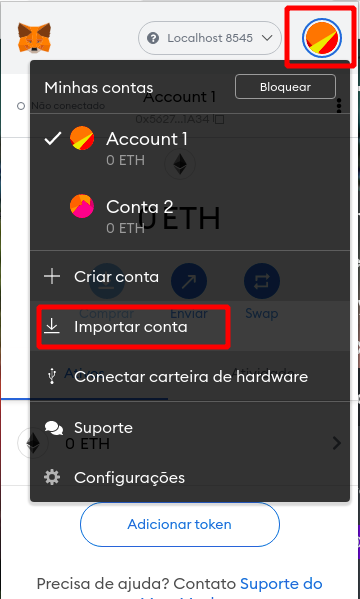 Localhost 8545
Minhas contas
Bloquear
Não conectado
Account 1
0x5627...JA34
Account 1
0 ETH
Conta 2
0 ETH
0 ETH
Criar conta
Comprar
Enviar
Swap
Importar conta
Conectar carteira de hardware
0 ETH
Suporte
Configurações
Adicionar token
Precisa de ajuda? Contato Suporte do